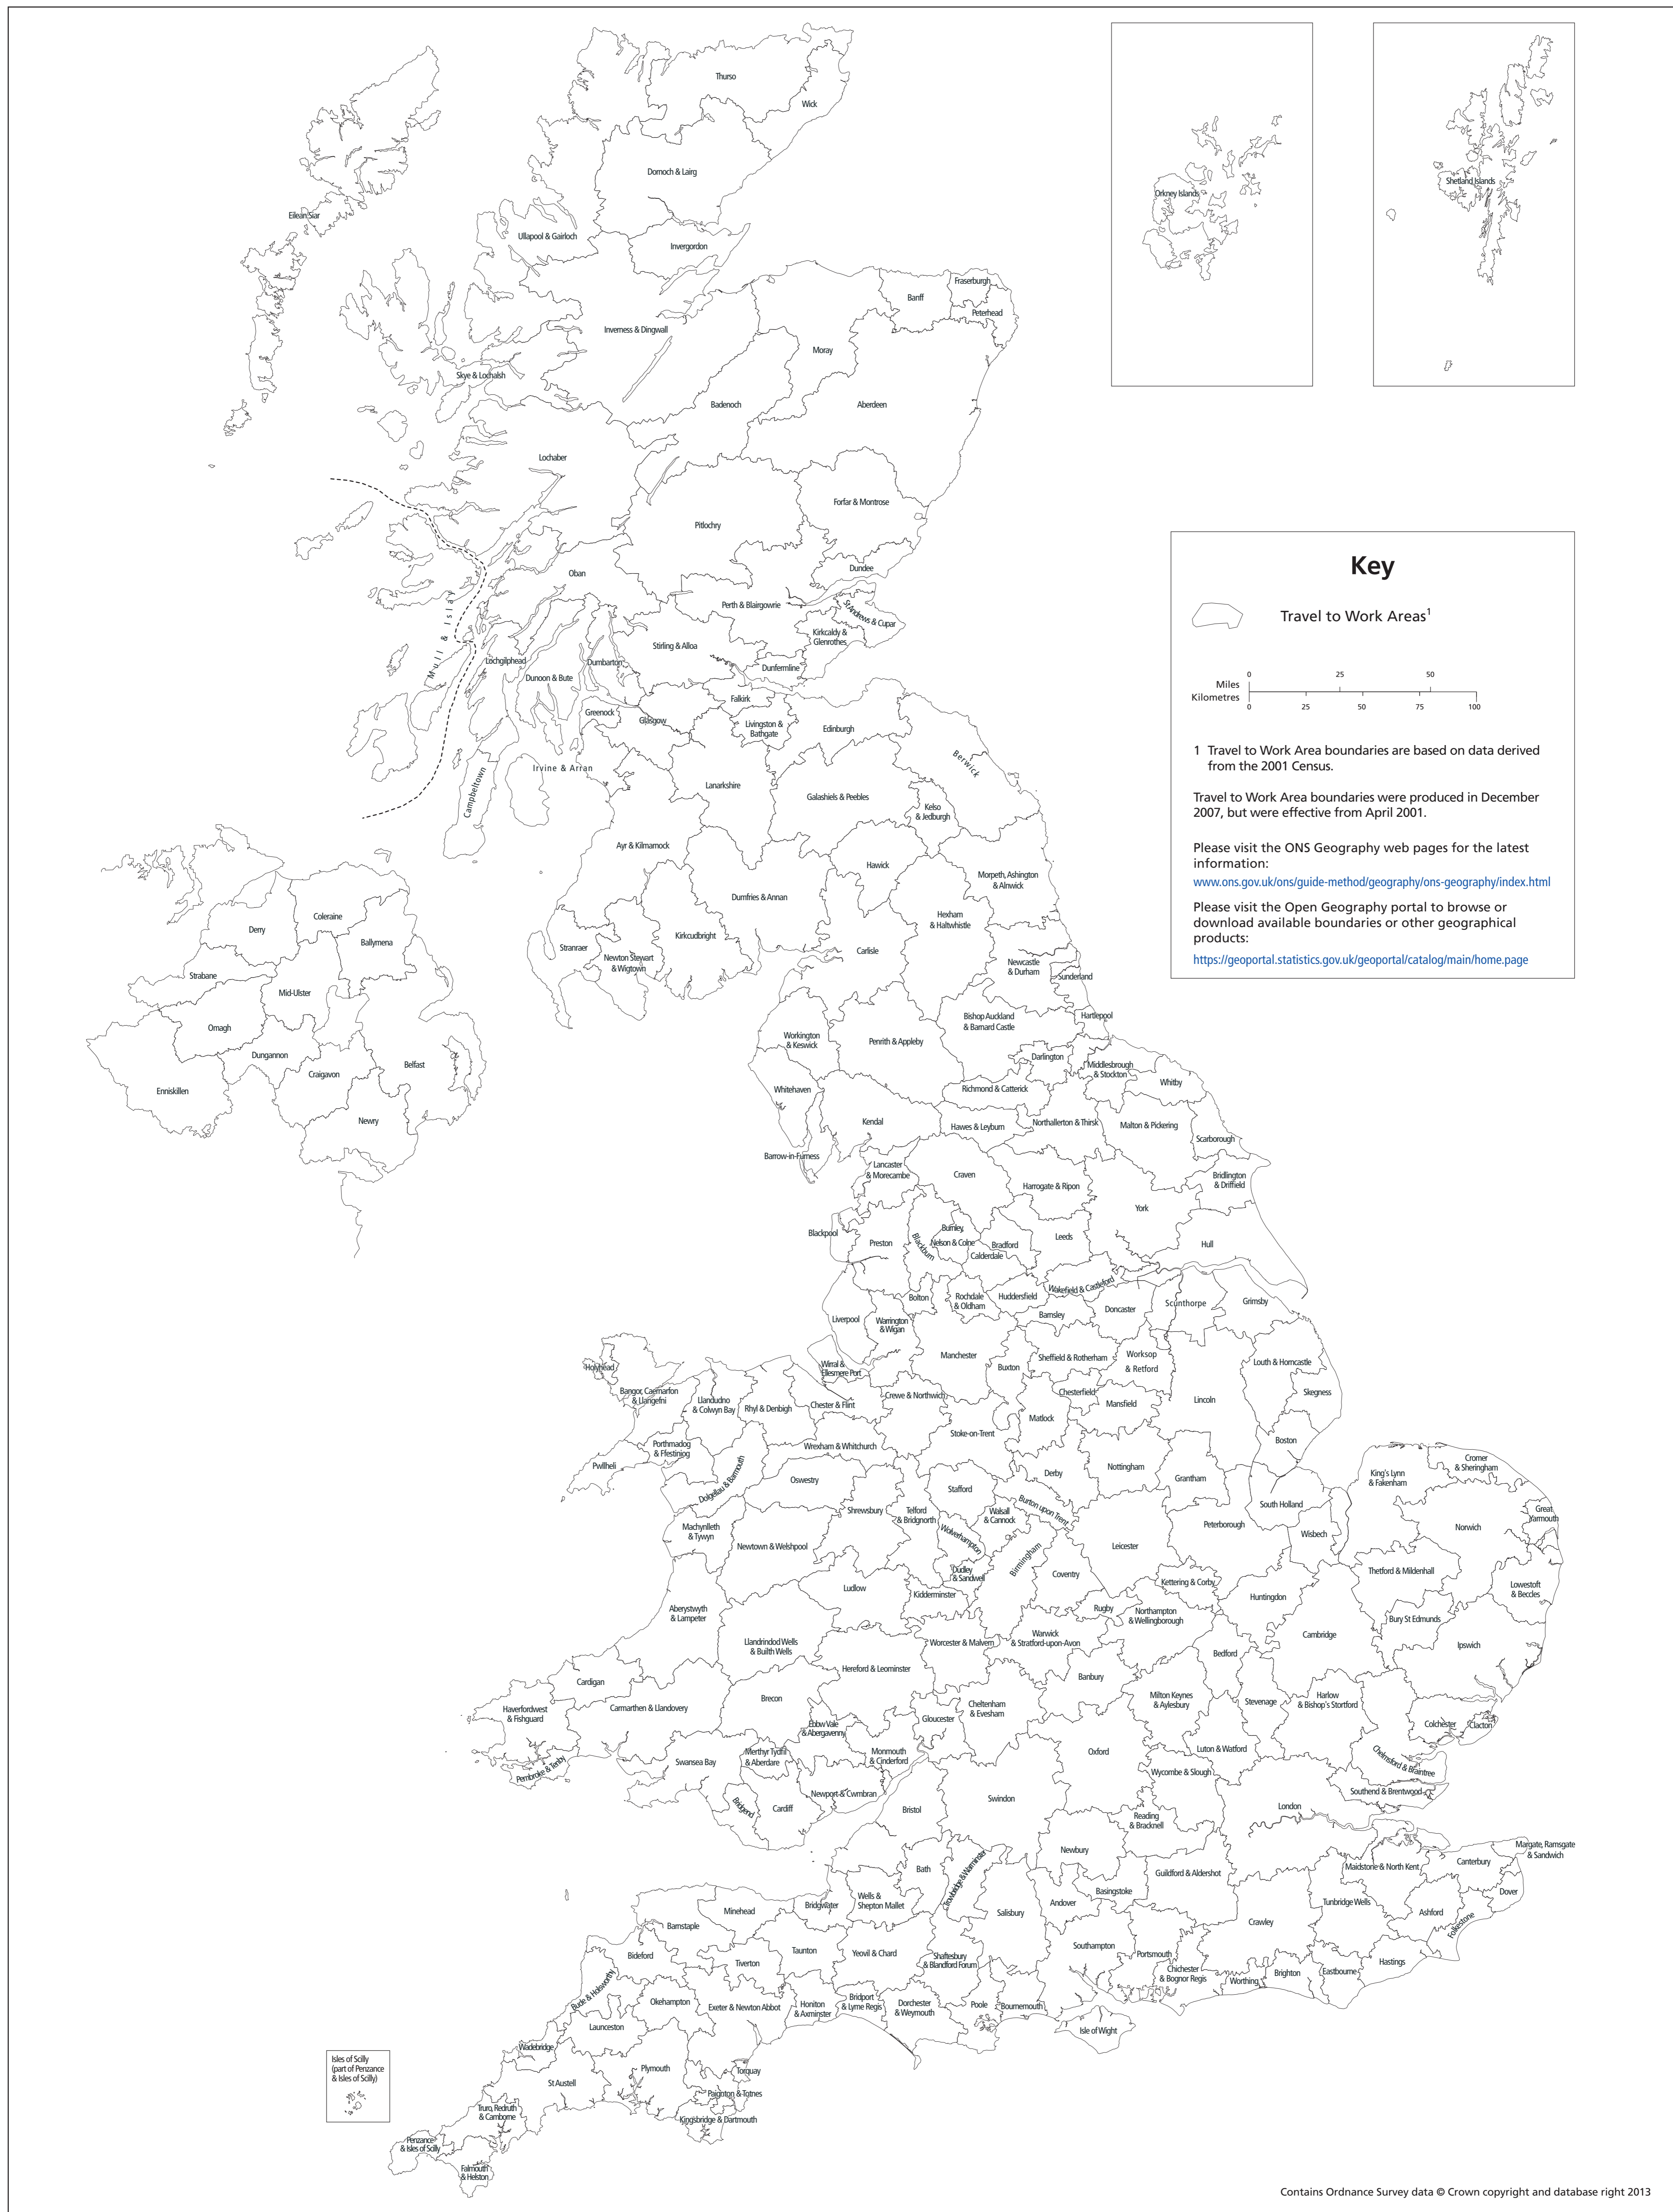 Thurso
Wick
Dornoch & Lairg
Eilean Siar
Ullapool & Gairloch
Invergordon
Orkney Islands
Shetland Islands
Fraserburgh
Banff
Peterhead
Inverness & Dingwall
Moray
Skye & Lochalsh
Badenoch
Aberdeen
Lochaber
Forfar & Montrose
Pitlochry
Dundee
Oban
Mull & Islay
Perth & Blairgowrie
St Andrews & Cupar
Kirkcaldy &
Glenrothes
Stirling & Alloa
Lochgilphead
Dumbarton
Dunfermline
Dunoon & Bute
Falkirk
Greenock
Glasgow
Livingston &
Bathgate
Edinburgh
Berwick
Irvine & Arran
Campbeltown
Lanarkshire
Galashiels & Peebles
Kelso
& Jedburgh
Ayr & Kilmarnock
Hawick
Morpeth, Ashington
& Alnwick
Dumfries & Annan
Hexham
& Haltwhistle
Kirkcudbright
Stranraer
Newton Stewart
& Wigtown
Carlisle
Newcastle
& Durham
Sunderland
Derry
Coleraine
Ballymena
Strabane
Mid-Ulster
Omagh
Dungannon
Craigavon
Belfast
Enniskillen
Newry
Key
Travel to Work Areas1
Miles
0 25 50
Kilometres
0 25 50 75 100
1 Travel to Work Area boundaries are based on data derived
from the 2001 Census.
Travel to Work Area boundaries were produced in December
2007, but were effective from April 2001.
Please visit the ONS Geography web pages for the latest
information:
www.ons.gov.uk/ons/guide-method/geography/ons-geography/index.html
Please visit the Open Geography portal to browse or
download available boundaries or other geographical
products:
https://geoportal.statistics.gov.uk/geoportal/catalog/main/home.page
Bishop Auckland
& Barnard Castle
Hartlepool
Workington
& Keswick
Penrith & Appleby
Darlington
Middlesbrough
& Stockton
Whitby
Whitehaven
Richmond & Catterick
Kendal
Hawes & Leyburn
Northallerton & Thirsk
Malton & Pickering
Scarborough
Barrow-in-Furness
Lancaster
& Morecambe
Craven
Harrogate & Ripon
Bridlington
& Driffield
York
Blackpool
Preston
Blackburn
Burnley,
Nelson & Colne
Bradford
Calderdale
Leeds
Hull
Wakefield & Castleford
Bolton
Rochdale
& Oldham
Huddersfield
Barnsley
Doncaster
Scunthorpe
Grimsby
Liverpool
Warrington
& Wigan
Manchester
Buxton
Sheffield & Rotherham
Worksop
& Retford
Louth & Horncastle
Holyhead
Wirral &
Ellesmere Port
Bangor, Caernarfon
& Llangefni
Llandudno
& Colwyn Bay
Rhyl & Denbigh
Chester & Flint
Crewe & Northwich
Chesterfield
Mansfield
Lincoln
Skegness
Matlock
Stoke-on-Trent
Boston
Porthmadog
& Ffestiniog
Wrexham & Whitchurch
Pwllheli
Dolgellau & Barmouth
Oswestry
Stafford
Derby
Nottingham
Grantham
King's Lynn
& Fakenham
Cromer
& Sheringham
Shrewsbury
Telford
& Bridgnorth
Walsall
& Cannock
Burton upon Trent
South Holland
Great
Yarmouth
Machynlleth
& Tywyn
Wolverhampton
Peterborough
Wisbech
Norwich
Newtown & Welshpool
Birmingham
Leicester
Dudley
& Sandwell
Coventry
Thetford & Mildenhall
Ludlow
Kidderminster
Kettering & Corby
Huntingdon
Lowestoft
& Beccles
Aberystwyth
& Lampeter
Rugby
Northampton
& Wellingborough
Bury St Edmunds
Llandrindod Wells
& Builth Wells
Worcester & Malvern
Warwick
& Stratford-upon-Avon
Cambridge
Ipswich
Bedford
Hereford & Leominster
Banbury
Cardigan
Brecon
Haverfordwest
& Fishguard
Carmarthen & Llandovery
Cheltenham
& Evesham
Milton Keynes
& Aylesbury
Stevenage
Harlow
& Bishop's Stortford
Gloucester
Ebbw Vale
& Abergavenny
Colchester
Clacton
Merthyr Tydfil
& Aberdare
Monmouth
& Cinderford
Oxford
Luton & Watford
Swansea Bay
Pembroke & Tenby
Wycombe & Slough
Chelmsford & Braintree
Newport & Cwmbran
Southend & Brentwood
Bridgend
Cardiff
Bristol
Swindon
London
Reading
& Bracknell
Newbury
Margate, Ramsgate
& Sandwich
Bath
Trowbridge & Warminster
Guildford & Aldershot
Maidstone & North Kent
Canterbury
Dover
Wells &
Shepton Mallet
Basingstoke
Andover
Tunbridge Wells
Minehead
Bridgwater
Salisbury
Ashford
Folkestone
Barnstaple
Crawley
Bideford
Taunton
Yeovil & Chard
Southampton
Portsmouth
Tiverton
Shaftesbury
& Blandford Forum
Hastings
Chichester
& Bognor Regis
Worthing
Brighton
Eastbourne
Bude & Holsworthy
Okehampton
Exeter & Newton Abbot
Honiton
& Axminster
Bridport
& Lyme Regis
Dorchester
& Weymouth
Poole
Bournemouth
Launceston
Isle of Wight
Wadebridge
Isles of Scilly
(part of Penzance
& Isles of Scilly)
St Austell
Plymouth
Torquay
Paignton & Totnes
Truro, Redruth
& Camborne
Kingsbridge & Dartmouth
Penzance
& Isles of Scilly
Falmouth
& Helston
Contains Ordnance Survey data © Crown copyright and database right 2013